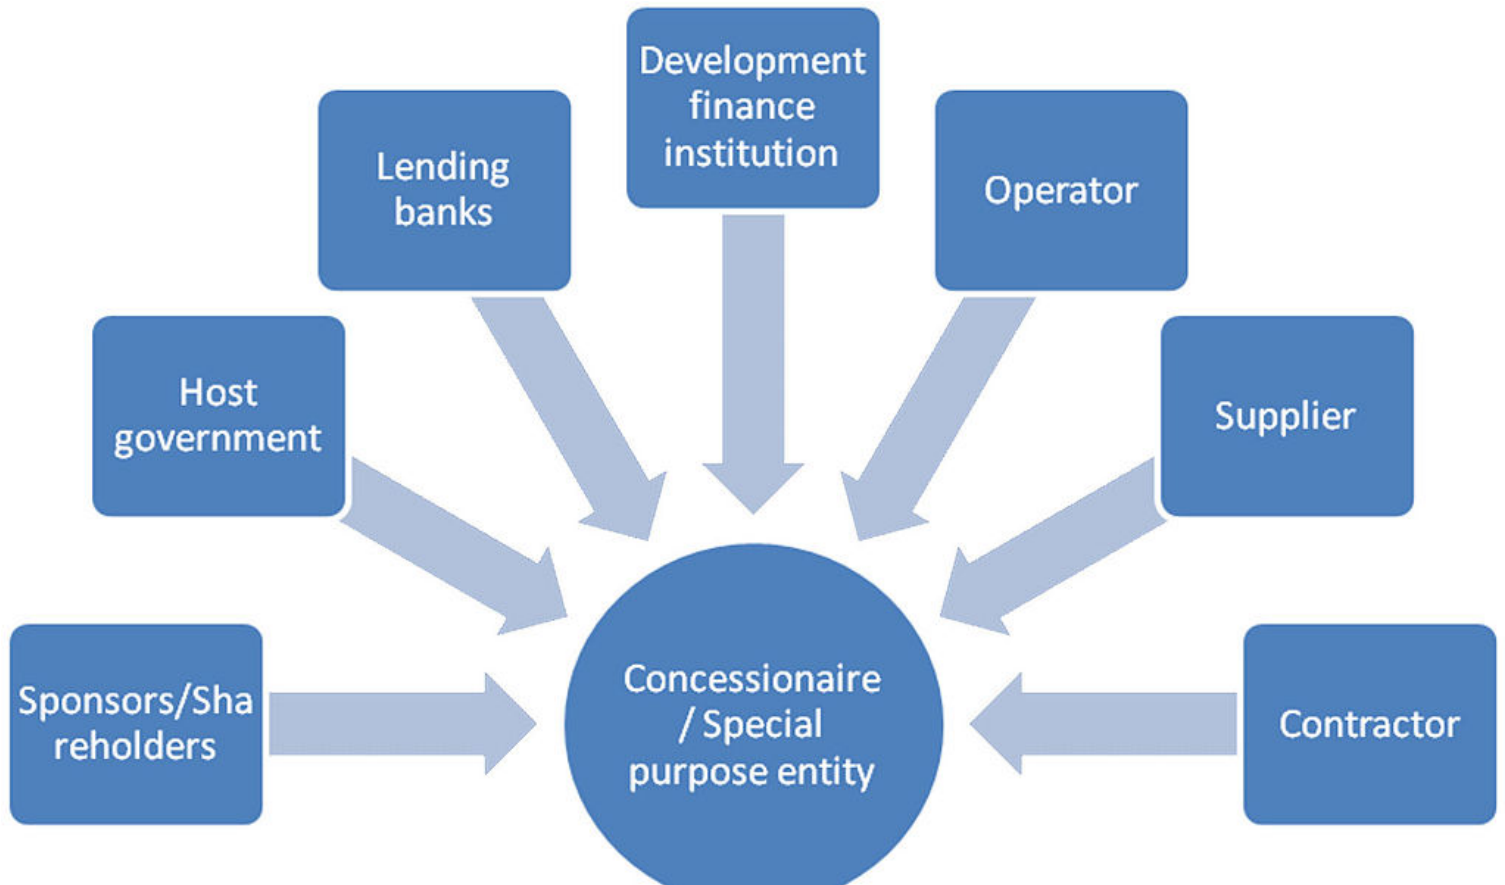 Development
finance
institution
Lending
banks
Operator
Host
government
Supplier
Sponsors/Sha
reholders
Concessionaire
/ Special
purpose entity
Contractor